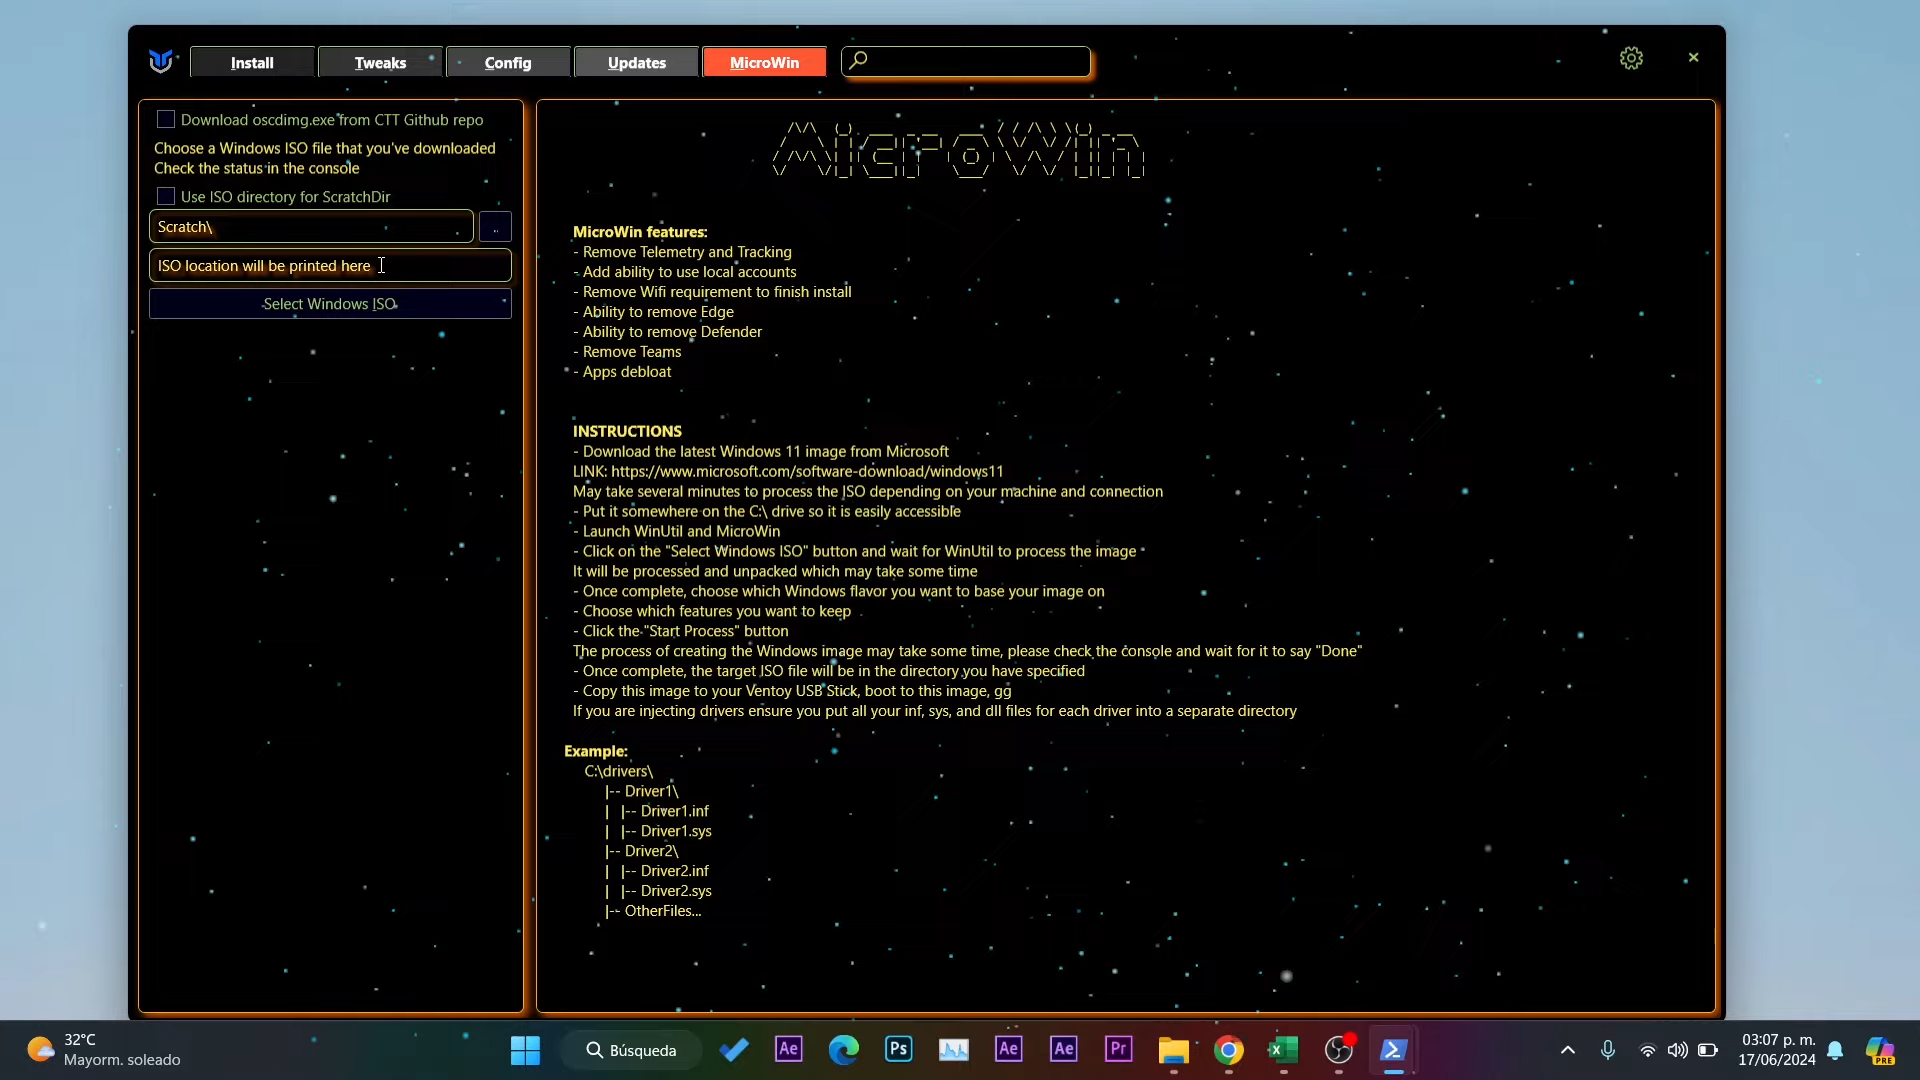 Install
Tweaks
Config
Updates
MicroWin
Download oscdimg.exe from CTT Github repo
Choose a Windows ISO file that you've downloaded
Check the status in the console
Use ISO directory for ScratchDir
Scratch\
..
ISO location will be printed here
Select Windows ISO
MicroWin
MicroWin features:
- Remove Telemetry and Tracking
- Add ability to use local accounts
- Remove Wifi requirement to finish install
- Ability to remove Edge
- Ability to remove Defender
- Remove Teams
- Apps debloat
INSTRUCTIONS
- Download the latest Windows 11 image from Microsoft
LINK: https://www.microsoft.com/software-download/windows11
May take several minutes to process the ISO depending on your machine and connection
- Put it somewhere on the C:\ drive so it is easily accessible
- Launch WinUtil and MicroWin
- Click on the "Select Windows ISO" button and wait for WinUtil to process the image
It will be processed and unpacked which may take some time
- Once complete, choose which Windows flavor you want to base your image on
- Choose which features you want to keep
- Click the "Start Process" button
The process of creating the Windows image may take some time, please check the console and wait for it to say "Done"
- Once complete, the target ISO file will be in the directory you have specified
- Copy this image to your Ventoy USB Stick, boot to this image, gg
If you are injecting drivers ensure you put all your inf, sys, and dll files for each driver into a separate directory
Example:
C:\drivers\
|-- Driver1\
|   |-- Driver1.inf
|   |-- Driver1.sys
|-- Driver2\
|   |-- Driver2.inf
|   |-- Driver2.sys
|-- OtherFiles...
32°C
Mayorm. soleado
Búsqueda
Ae
Ps
Ae
Ae
Pr
03:07 p. m.
17/06/2024
PRE